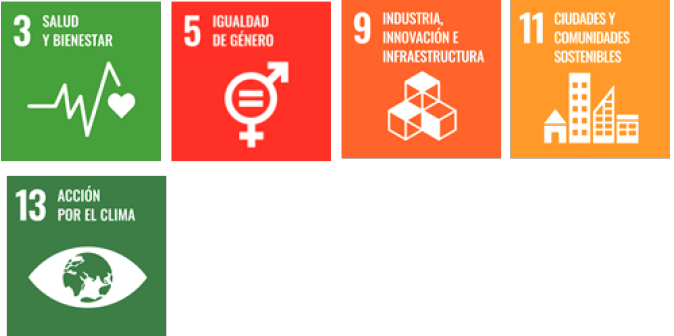 3 SALUD
Y BIENESTAR
5 IGUALDAD
DE GÉNERO
9 INDUSTRIA,
INNOVACIÓN E
INFRAESTRUCTURA
11 CIUDADES Y
COMUNIDADES
SOSTENIBLES
13 ACCIÓN
POR EL CLIMA